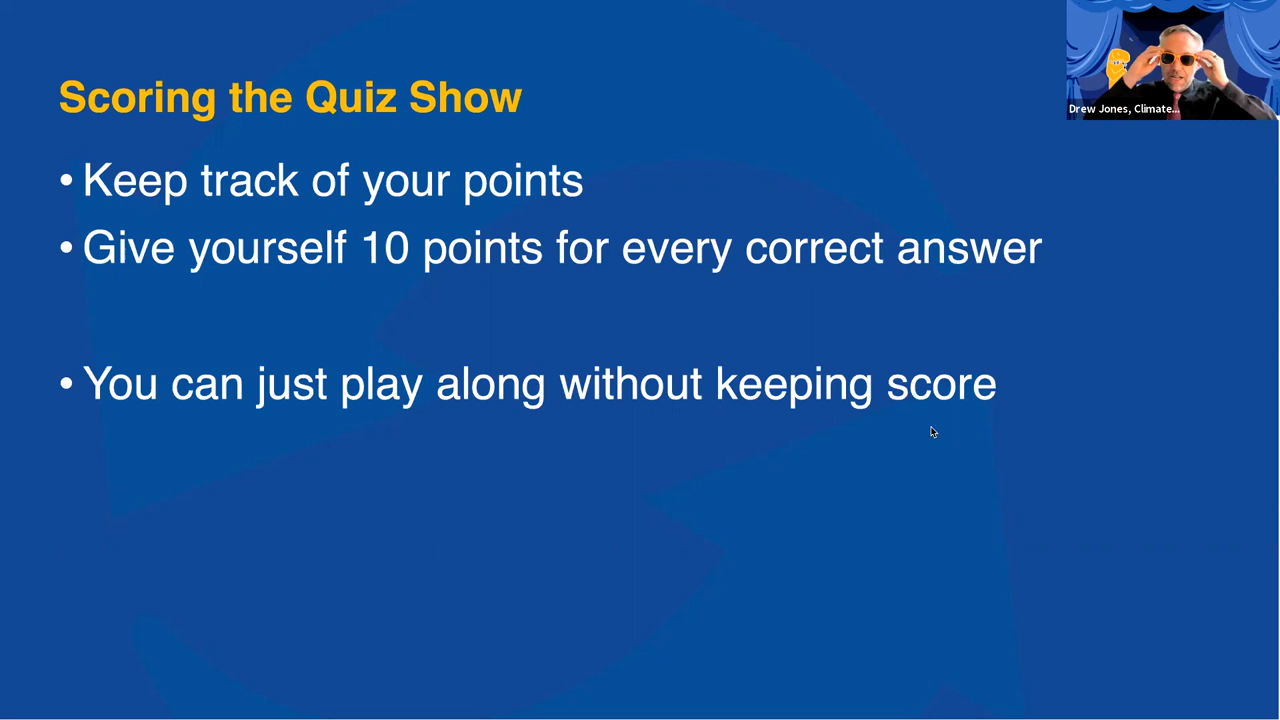 Scoring the Quiz Show
• Keep track of your points
• Give yourself 10 points for every correct answer
• You can just play along without keeping score
Drew Jones, Climate...